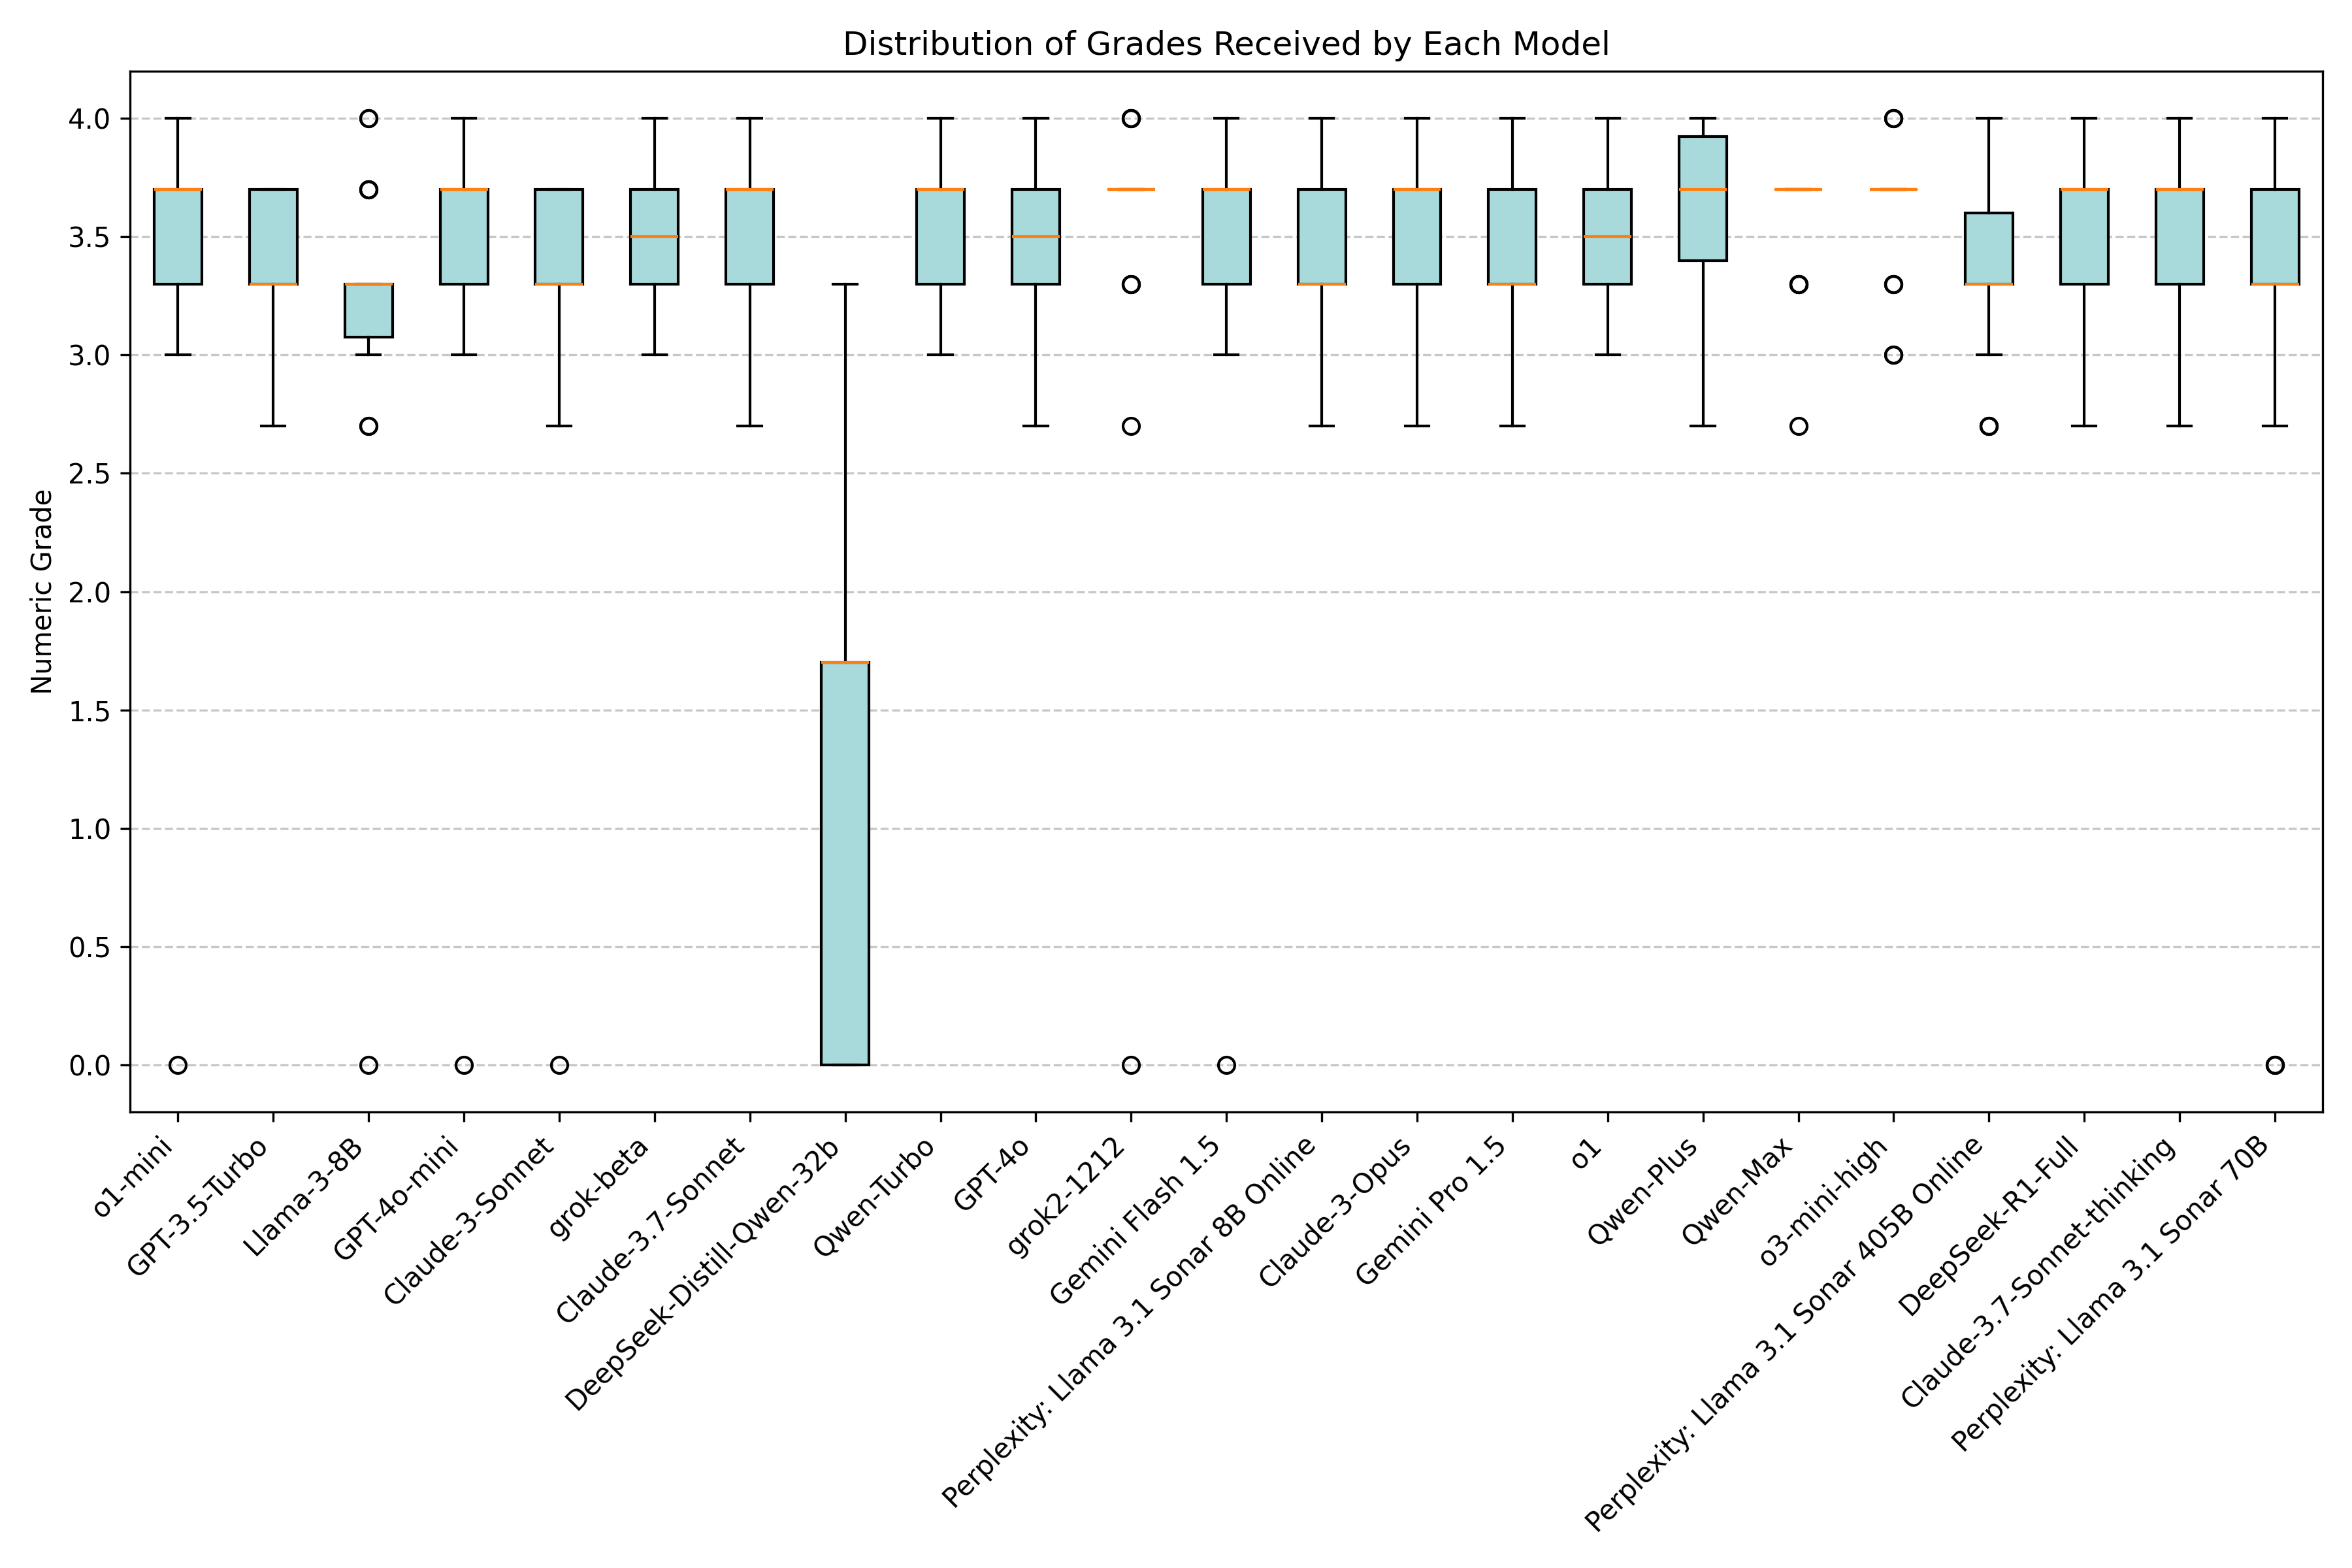 Distribution of Grades Received by Each Model
Numeric Grade
4.0
3.5
3.0
2.5
2.0
1.5
1.0
0.5
0.0
o1-mini
GPT-3.5-Turbo
Llama-3-8B
GPT-4o-mini
Claude-3-Sonnet
grok-beta
Claude-3.7-Sonnet
DeepSeek-Distill-Qwen-32b
Qwen-Turbo
GPT-4o
grok2-1212
Gemini Flash 1.5
Perplexity: Llama 3.1 Sonar 8B Online
Claude-3-Opus
Gemini Pro 1.5
o1
Qwen-Plus
Qwen-Max
o3-mini-high
Perplexity: Llama 3.1 Sonar 405B Online
DeepSeek-R1-Full
Claude-3.7-Sonnet-thinking
Perplexity: Llama 3.1 Sonar 70B